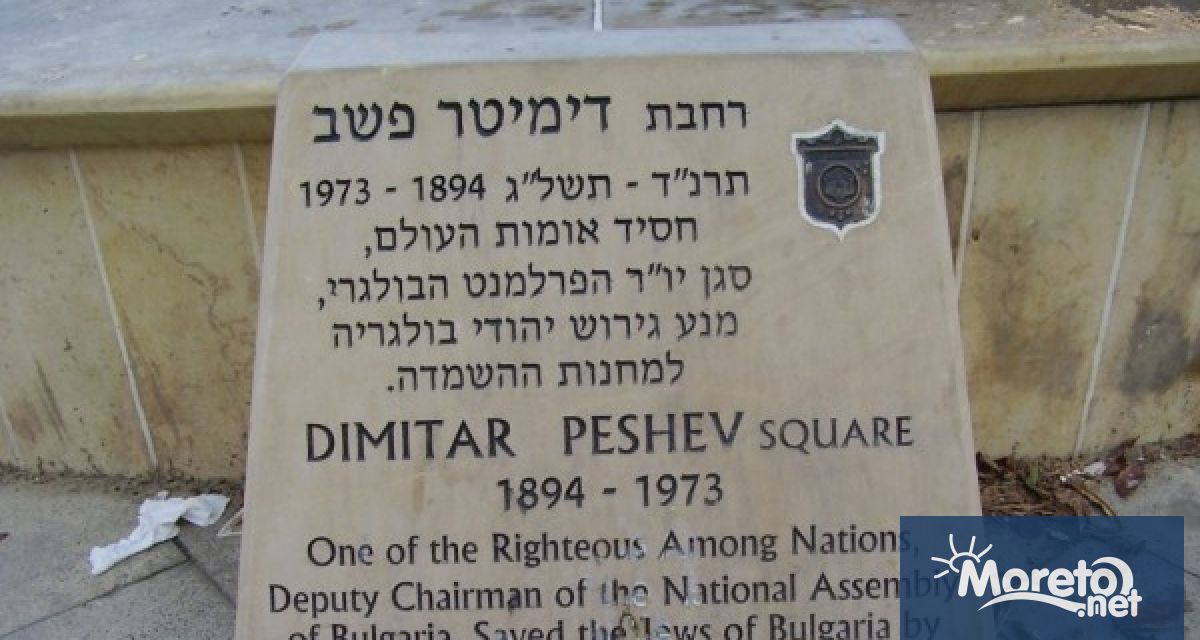 רחבת דימיטר פשב
תרנ"ד - תשל"ג 1894 - 1973
חסיד אומות העולם,
סגן יו"ר הפרלמנט הבולגרי,
מנע גירוש יהודי בולגריה
למחנות ההשמדה.
DIMITAR PESHEV SQUARE
1894 - 1973
One of the Righteous Among Nations,
Deputy Chairman of the National Assembly
of Bulgaria, Saved the Jews of Bulgaria by
Moreto.net